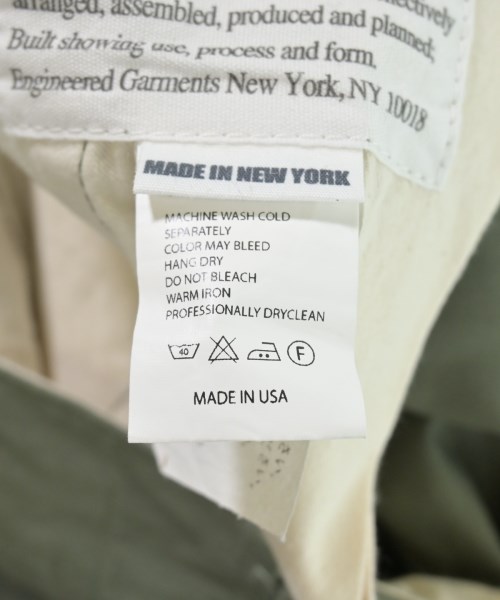 arranged, assembled, produced and planned;
Built showing use, process and form.
Engineered Garments New York, NY 10018
MADE IN NEW YORK
MACHINE WASH COLD
SEPARATELY
COLOR MAY BLEED
HANG DRY
DO NOT BLEACH
WARM IRON
PROFESSIONALLY DRYCLEAN
40 F
MADE IN USA